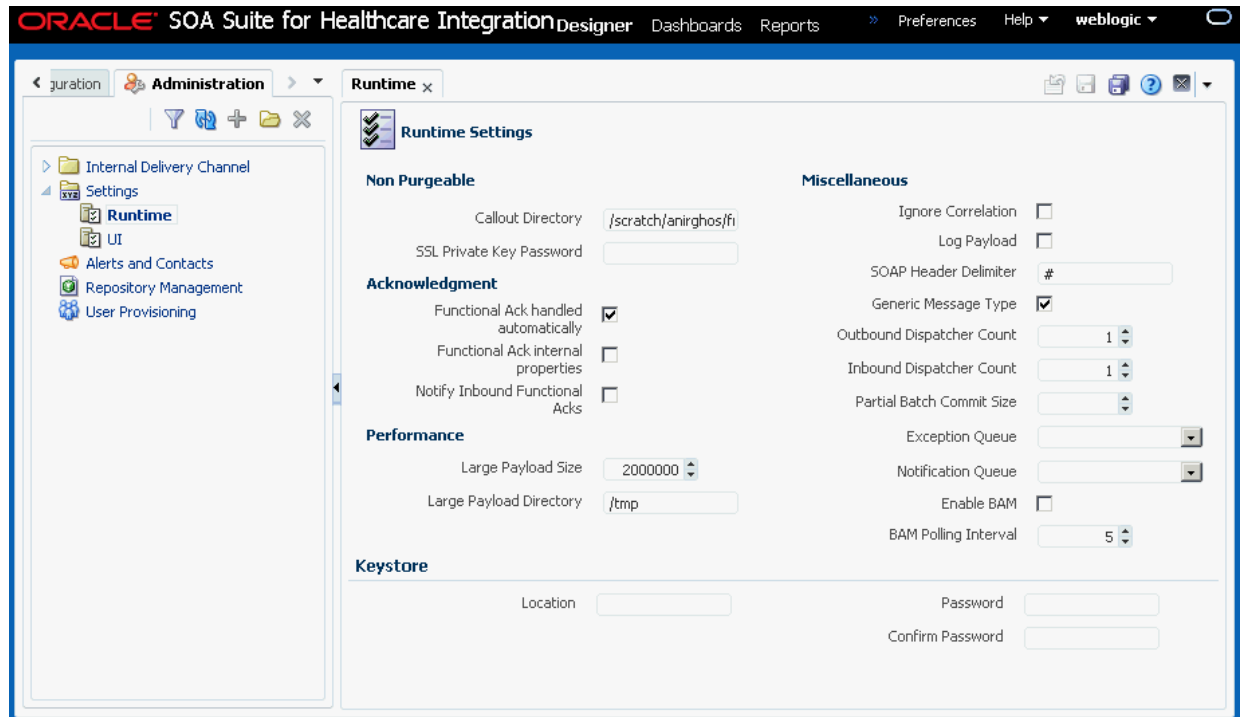 ORACLE SOA Suite for Healthcare Integration Designer Dashboards Reports » Preferences Help weblogic
guration Administration
Runtime x
Runtime Settings
Internal Delivery Channel
Settings
xyz
Runtime
UI
Alerts and Contacts
Repository Management
User Provisioning
Non Purgeable
Callout Directory /scratch/anirghos/fi
SSL Private Key Password
Acknowledgment
Functional Ack handled
automatically
Functional Ack internal
properties
Notify Inbound Functional
Acks
Performance
Large Payload Size 2000000
Large Payload Directory /tmp
Miscellaneous
Ignore Correlation
Log Payload
SOAP Header Delimiter #
Generic Message Type
Outbound Dispatcher Count 1
Inbound Dispatcher Count 1
Partial Batch Commit Size
Exception Queue
Notification Queue
Enable BAM
BAM Polling Interval 5
Keystore
Location
Password
Confirm Password